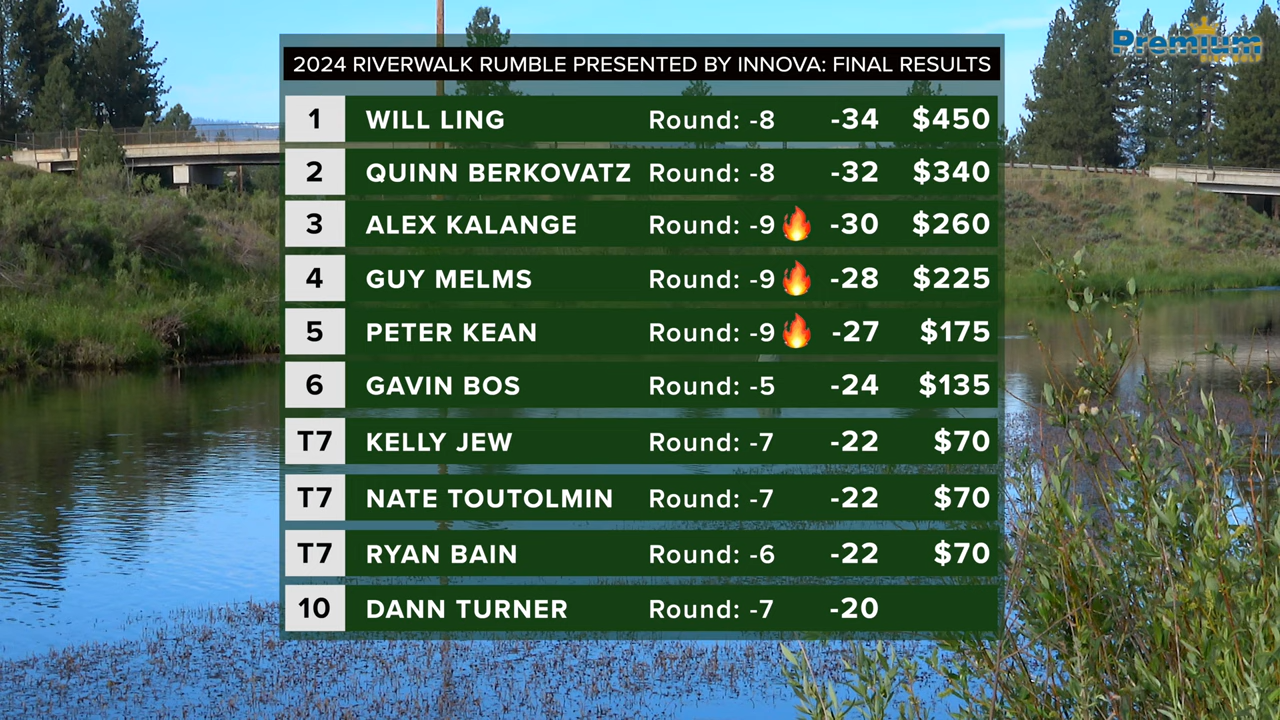 Premium
DISC GOLF
2024 RIVERWALK RUMBLE PRESENTED BY INNOVA: FINAL RESULTS
1 WILL LING Round: -8 -34 $450
2 QUINN BERKOVATZ Round: -8 -32 $340
3 ALEX KALANGE Round: -9 🔥 -30 $260
4 GUY MELMS Round: -9 🔥 -28 $225
5 PETER KEAN Round: -9 🔥 -27 $175
6 GAVIN BOS Round: -5 -24 $135
T7 KELLY JEW Round: -7 -22 $70
T7 NATE TOUTOLMIN Round: -7 -22 $70
T7 RYAN BAIN Round: -6 -22 $70
10 DANN TURNER Round: -7 -20